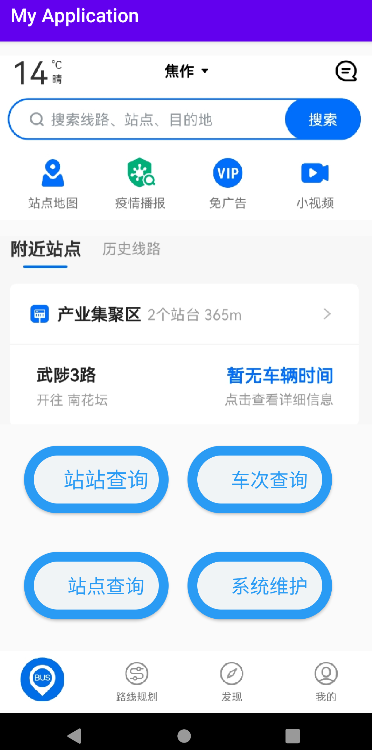 My Application
14 ℃ 晴
焦作
搜索线路、站点、目的地 搜索
VIP
站点地图 疫情播报 免广告 小视频
附近站点 历史线路
产业集聚区 2个站台 365m
武陟3路 暂无车辆时间
开往 南花坛 点击查看详细信息
站站查询 车次查询
站点查询 系统维护
BUS
路线规划 发现 我的